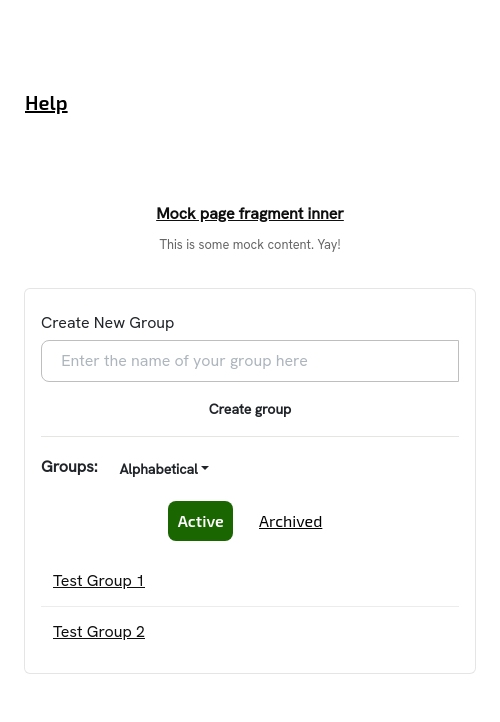 Help
Mock page fragment inner
This is some mock content. Yay!
Create New Group
Enter the name of your group here
Create group
Groups: Alphabetical
Active Archived
Test Group 1
Test Group 2